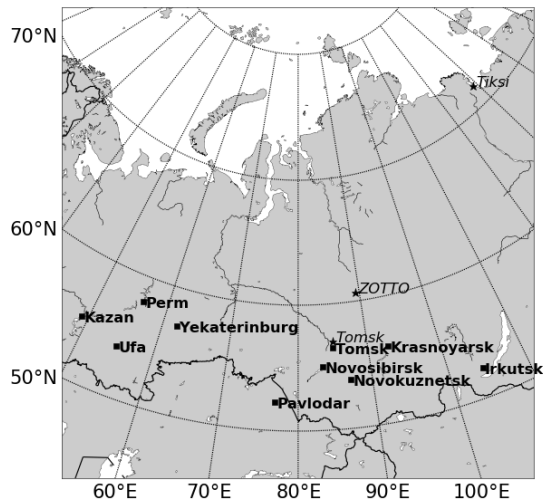 70°N
Tiksi
60°N
ZOTTO
Perm
Kazan
Yekaterinburg
Tomsk
Ufa
Tomsk
Krasnoyarsk
Novosibirsk
Irkutsk
50°N
Novokuznetsk
Pavlodar
60°E
70°E
80°E
90°E
100°E